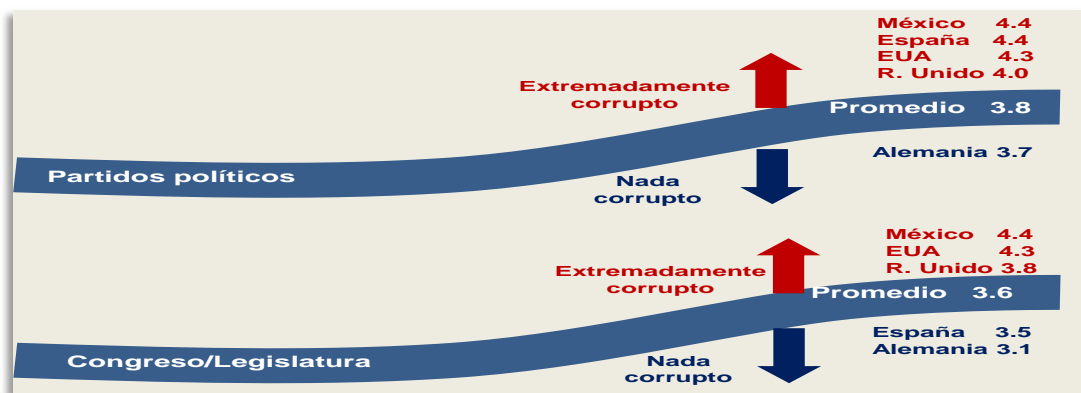 México 4.4
España 4.4
EUA 4.3
R. Unido 4.0
Extremadamente
corrupto
Promedio 3.8
Alemania 3.7
Partidos políticos
Nada
corrupto
México 4.4
EUA 4.3
R. Unido 3.8
Extremadamente
corrupto
Promedio 3.6
España 3.5
Alemania 3.1
Congreso/Legislatura
Nada
corrupto